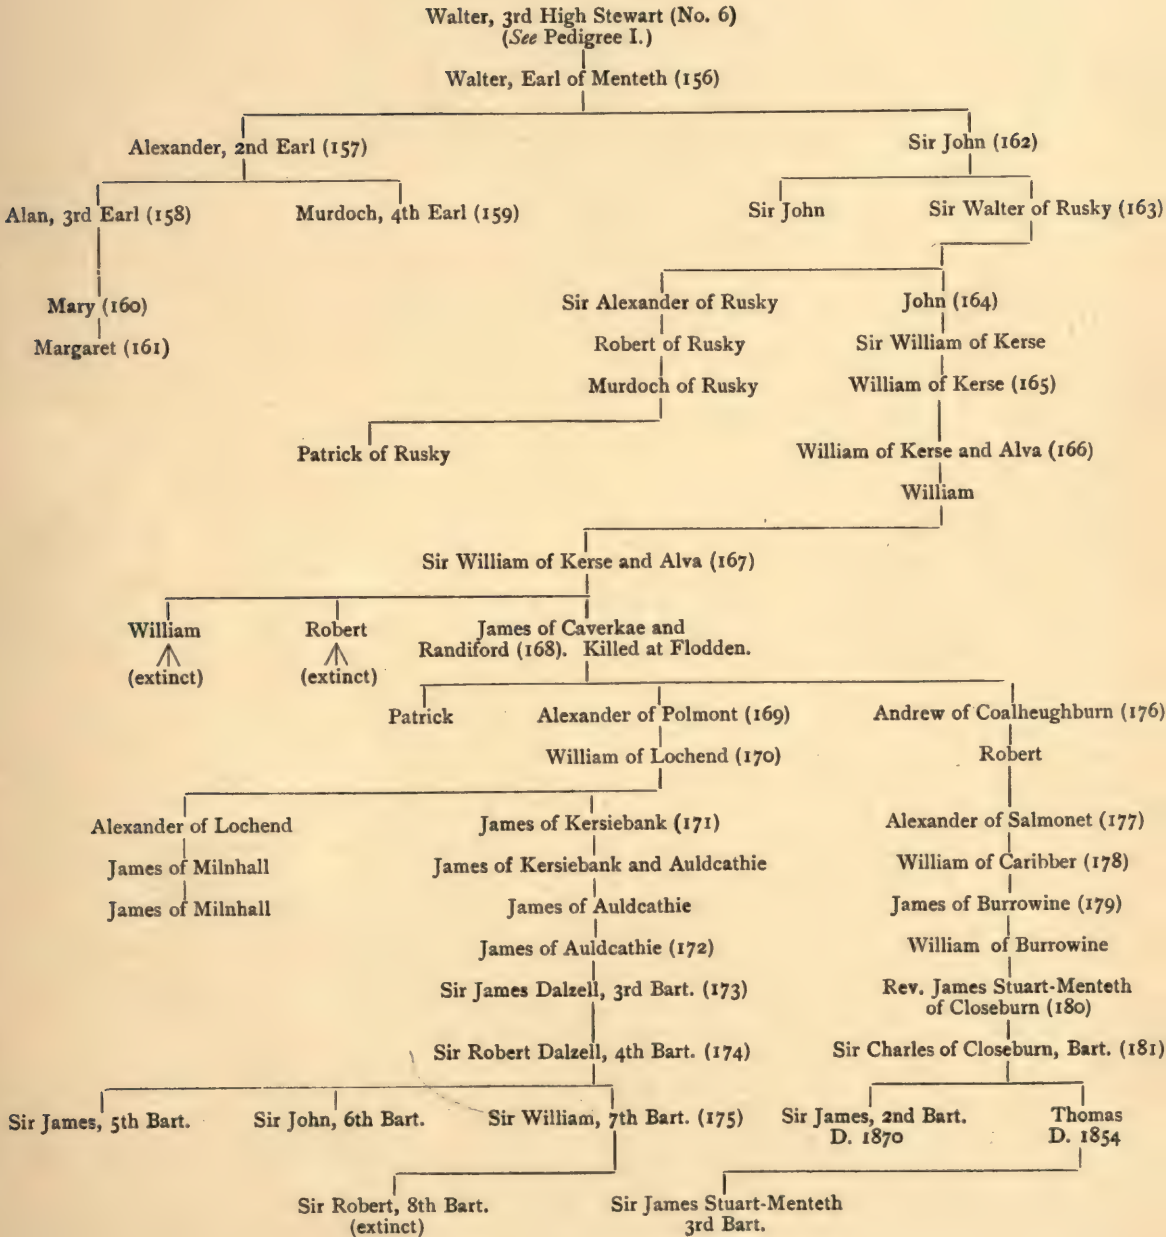 Walter, 3rd High Stewart (No. 6)
(See Pedigree I.)
Walter, Earl of Menteth (156)
Alexander, 2nd Earl (157)
Sir John (162)
Alan, 3rd Earl (158)
Murdoch, 4th Earl (159)
Sir John
Sir Walter of Rusky (163)
Mary (160)
Sir Alexander of Rusky
John (164)
Margaret (161)
Robert of Rusky
Sir William of Kerse
Murdoch of Rusky
William of Kerse (165)
Patrick of Rusky
William of Kerse and Alva (166)
William
Sir William of Kerse and Alva (167)
William
(extinct)
Robert
(extinct)
James of Caverkae and
Randiford (168). Killed at Flodden.
Patrick
Alexander of Polmont (169)
Andrew of Coalheughburn (176)
William of Lochend (170)
Robert
Alexander of Lochend
James of Kersiebank (171)
Alexander of Salmonet (177)
James of Milnhall
James of Kersiebank and Auldcathie
William of Caribber (178)
James of Milnhall
James of Auldcathie
James of Burrowine (179)
James of Auldcathie (172)
William of Burrowine
Sir James Dalzell, 3rd Bart. (173)
Rev. James Stuart-Menteth
of Closeburn (180)
Sir Robert Dalzell, 4th Bart. (174)
Sir Charles of Closeburn, Bart. (181)
Sir James, 5th Bart.
Sir John, 6th Bart.
Sir William, 7th Bart. (175)
Sir James, 2nd Bart.
D. 1870
Thomas
D. 1854
Sir Robert, 8th Bart.
(extinct)
Sir James Stuart-Menteth
3rd Bart.